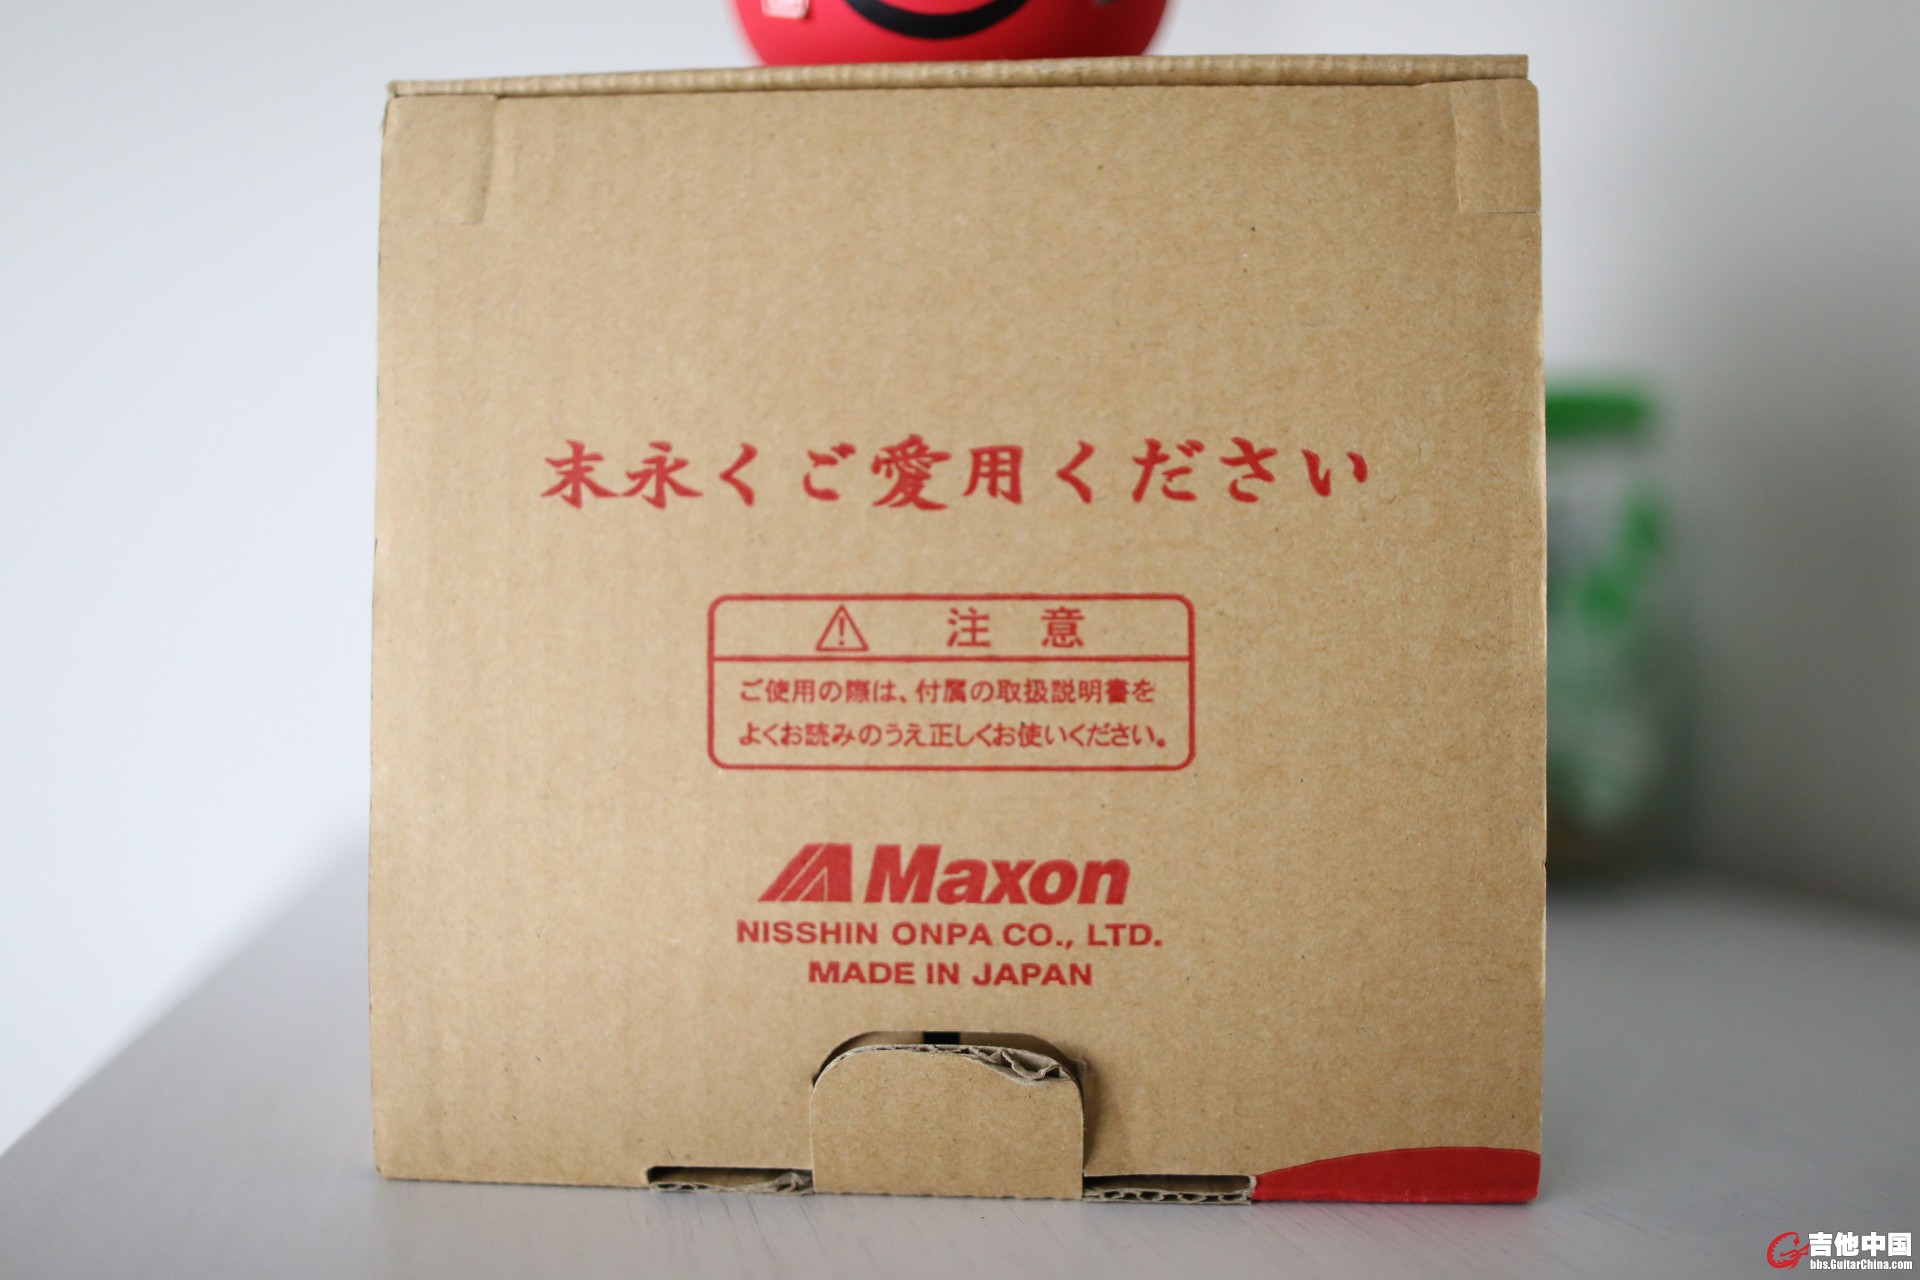 末永くご愛用ください
注意
ご使用の際は、付属の取扱説明書を
よくお読みのうえ正しくお使いください。
Maxon
NISSHIN ONPA CO., LTD.
MADE IN JAPAN
吉他中国
bbs.GuitarChina.com